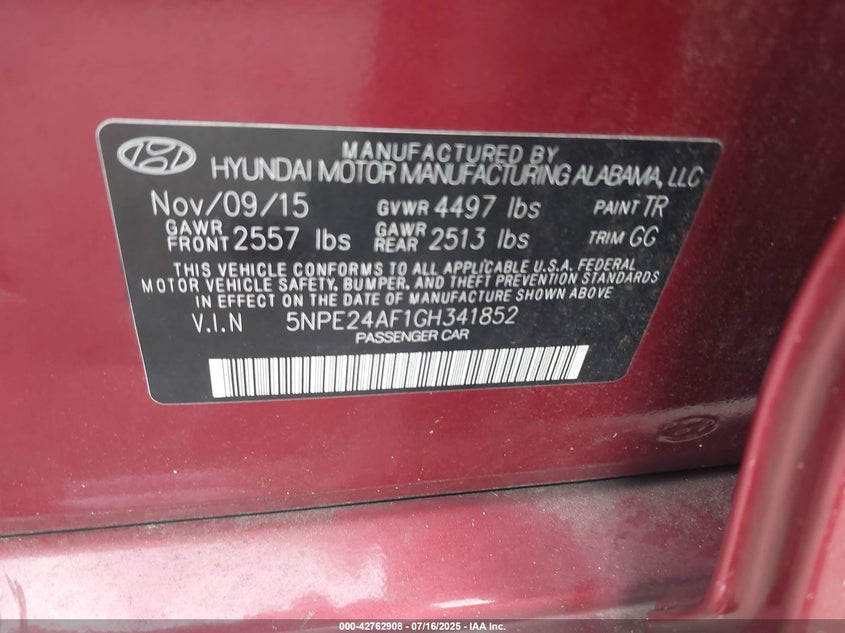 MANUFACTURED BY
HYUNDAI MOTOR MANUFACTURING ALABAMA, LLC
Nov/09/15 GVWR 4497 lbs PAINT TR
GAWR FRONT 2557 lbs GAWR REAR 2513 lbs TRIM GG
THIS VEHICLE CONFORMS TO ALL APPLICABLE U.S.A. FEDERAL
MOTOR VEHICLE SAFETY, BUMPER, AND THEFT PREVENTION STANDARDS
IN EFFECT ON THE DATE OF MANUFACTURE SHOWN ABOVE
V.I.N 5NPE24AF1GH341852
PASSENGER CAR
000-42762908 - 07/16/2025 - IAA Inc.